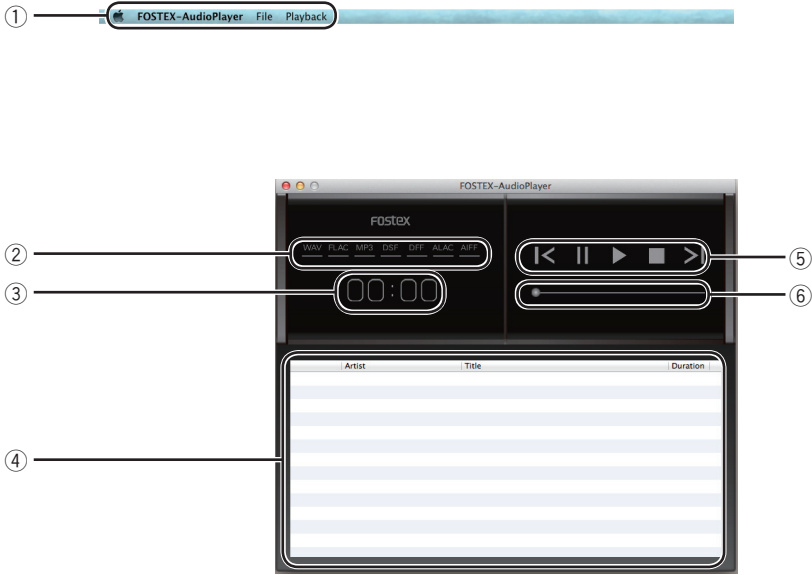 ① FOSTEX-AudioPlayer File Playback
FOSTEX-AudioPlayer
Fostex
② WAV FLAC MP3 DSF DFF ALAC AIFF
⑤
③ 00:00
⑥
Artist Title Duration
④